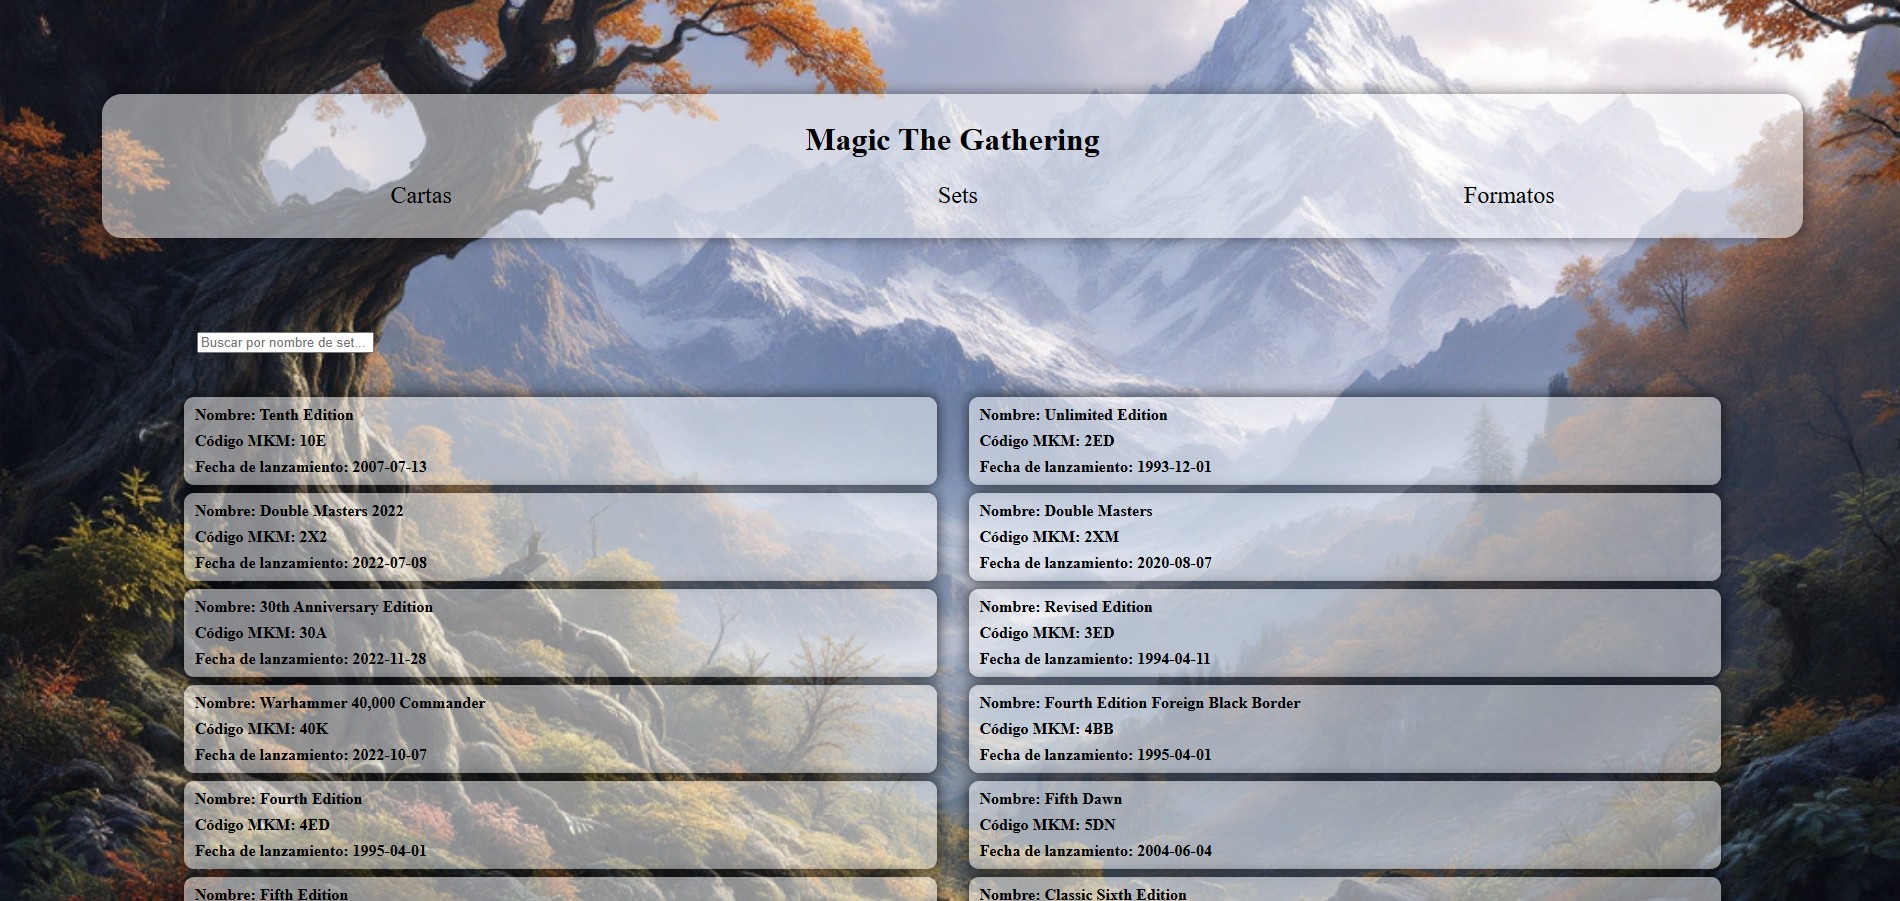 Magic The Gathering
Cartas Sets Formatos
Buscar por nombre de set...
Nombre: Tenth Edition
Código MKM: 10E
Fecha de lanzamiento: 2007-07-13
Nombre: Unlimited Edition
Código MKM: 2ED
Fecha de lanzamiento: 1993-12-01
Nombre: Double Masters 2022
Código MKM: 2X2
Fecha de lanzamiento: 2022-07-08
Nombre: Double Masters
Código MKM: 2XM
Fecha de lanzamiento: 2020-08-07
Nombre: 30th Anniversary Edition
Código MKM: 30A
Fecha de lanzamiento: 2022-11-28
Nombre: Revised Edition
Código MKM: 3ED
Fecha de lanzamiento: 1994-04-11
Nombre: Warhammer 40,000 Commander
Código MKM: 40K
Fecha de lanzamiento: 2022-10-07
Nombre: Fourth Edition Foreign Black Border
Código MKM: 4BB
Fecha de lanzamiento: 1995-04-01
Nombre: Fourth Edition
Código MKM: 4ED
Fecha de lanzamiento: 1995-04-01
Nombre: Fifth Dawn
Código MKM: 5DN
Fecha de lanzamiento: 2004-06-04
Nombre: Fifth Edition
Nombre: Classic Sixth Edition